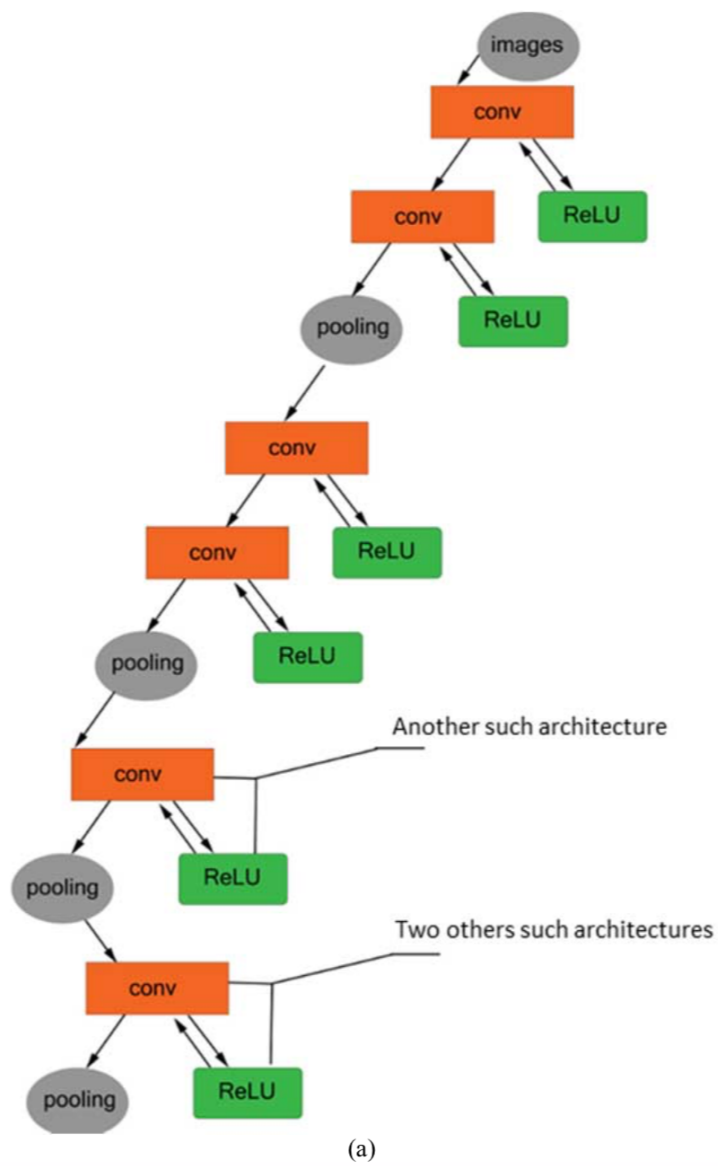 images
conv
ReLU
conv
ReLU
pooling
conv
ReLU
conv
ReLU
pooling
Another such architecture
conv
ReLU
pooling
Two others such architectures
conv
ReLU
pooling
(a)